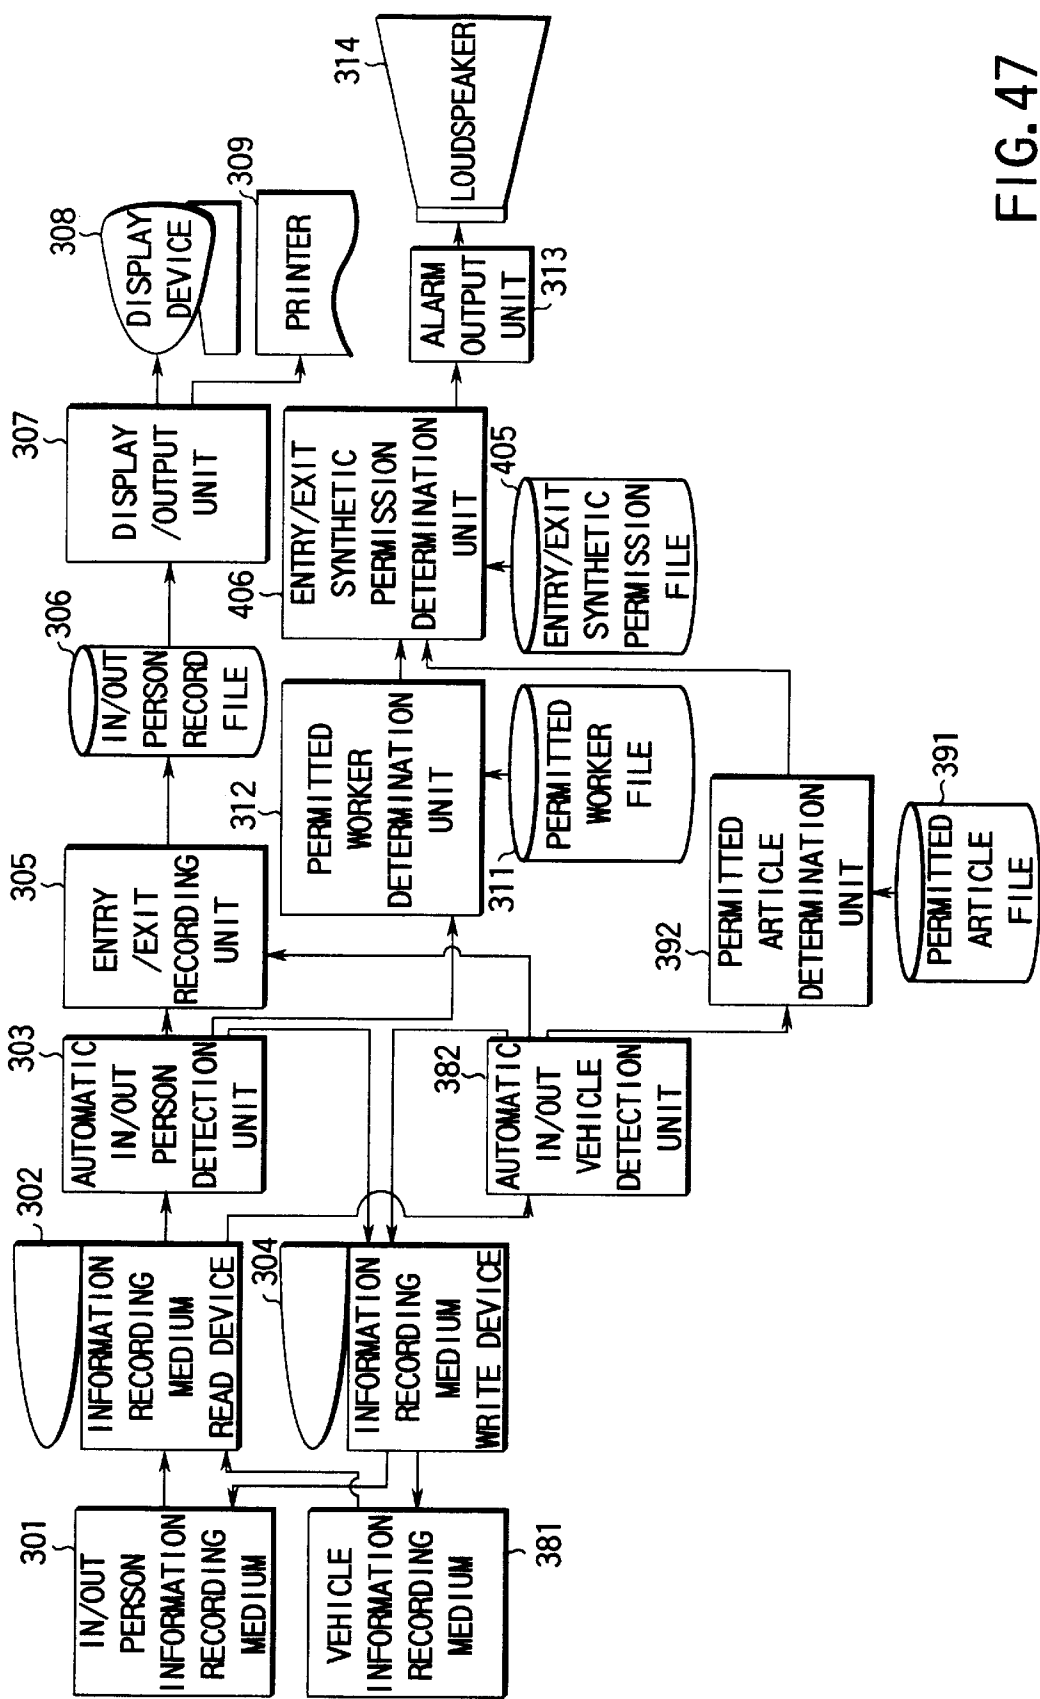 301
IN/OUT
PERSON
INFORMATION
RECORDING
MEDIUM
302
INFORMATION
RECORDING
MEDIUM
READ DEVICE
303
AUTOMATIC
IN/OUT
PERSON
DETECTION
UNIT
305
ENTRY
/EXIT
RECORDING
UNIT
306
IN/OUT
PERSON
RECORD
FILE
307
DISPLAY
/OUTPUT
UNIT
308
DISPLAY
DEVICE
309
PRINTER
VEHICLE
INFORMATION
RECORDING
MEDIUM
381
304
INFORMATION
RECORDING
MEDIUM
WRITE DEVICE
382
AUTOMATIC
IN/OUT
VEHICLE
DETECTION
UNIT
312
PERMITTED
WORKER
DETERMINATION
UNIT
311
PERMITTED
WORKER
FILE
406
ENTRY/EXIT
SYNTHETIC
PERMISSION
DETERMINATION
UNIT
405
ENTRY/EXIT
SYNTHETIC
PERMISSION
FILE
ALARM
OUTPUT
UNIT
313
314
LOUDSPEAKER
392
PERMITTED
ARTICLE
DETERMINATION
UNIT
391
PERMITTED
ARTICLE
FILE
FIG. 47